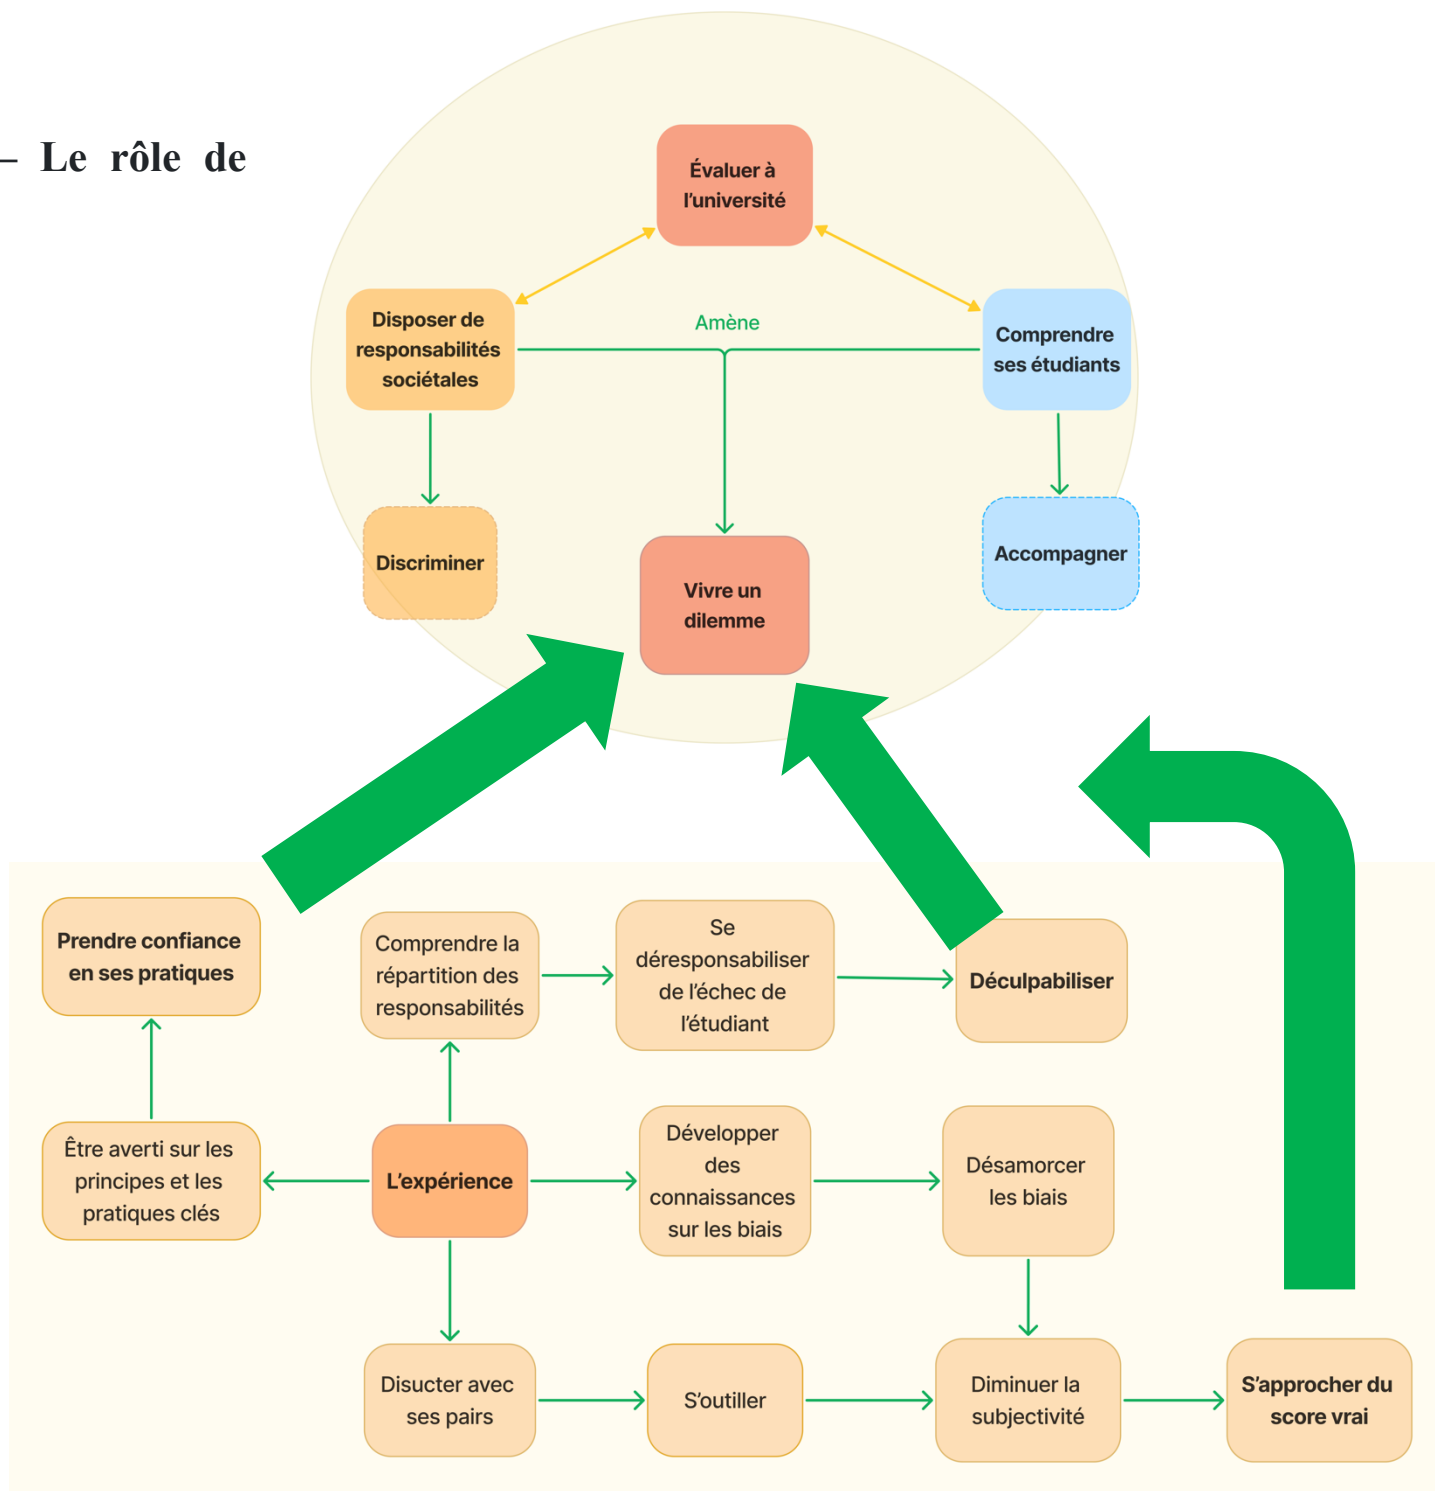 – Le rôle de
Évaluer à
l’université
Disposer de
responsabilités
sociétales
Amène
Comprendre
ses étudiants
Discriminer
Vivre un
dilemme
Accompagner
Prendre confiance
en ses pratiques
Comprendre la
répartition des
responsabilités
Se
déresponsabiliser
de l’échec de
l’étudiant
Déculpabiliser
Être averti sur les
principes et les
pratiques clés
L’expérience
Développer
des
connaissances
sur les biais
Désamorcer
les biais
Disucter avec
ses pairs
S’outiller
Diminuer la
subjectivité
S’approcher du
score vrai